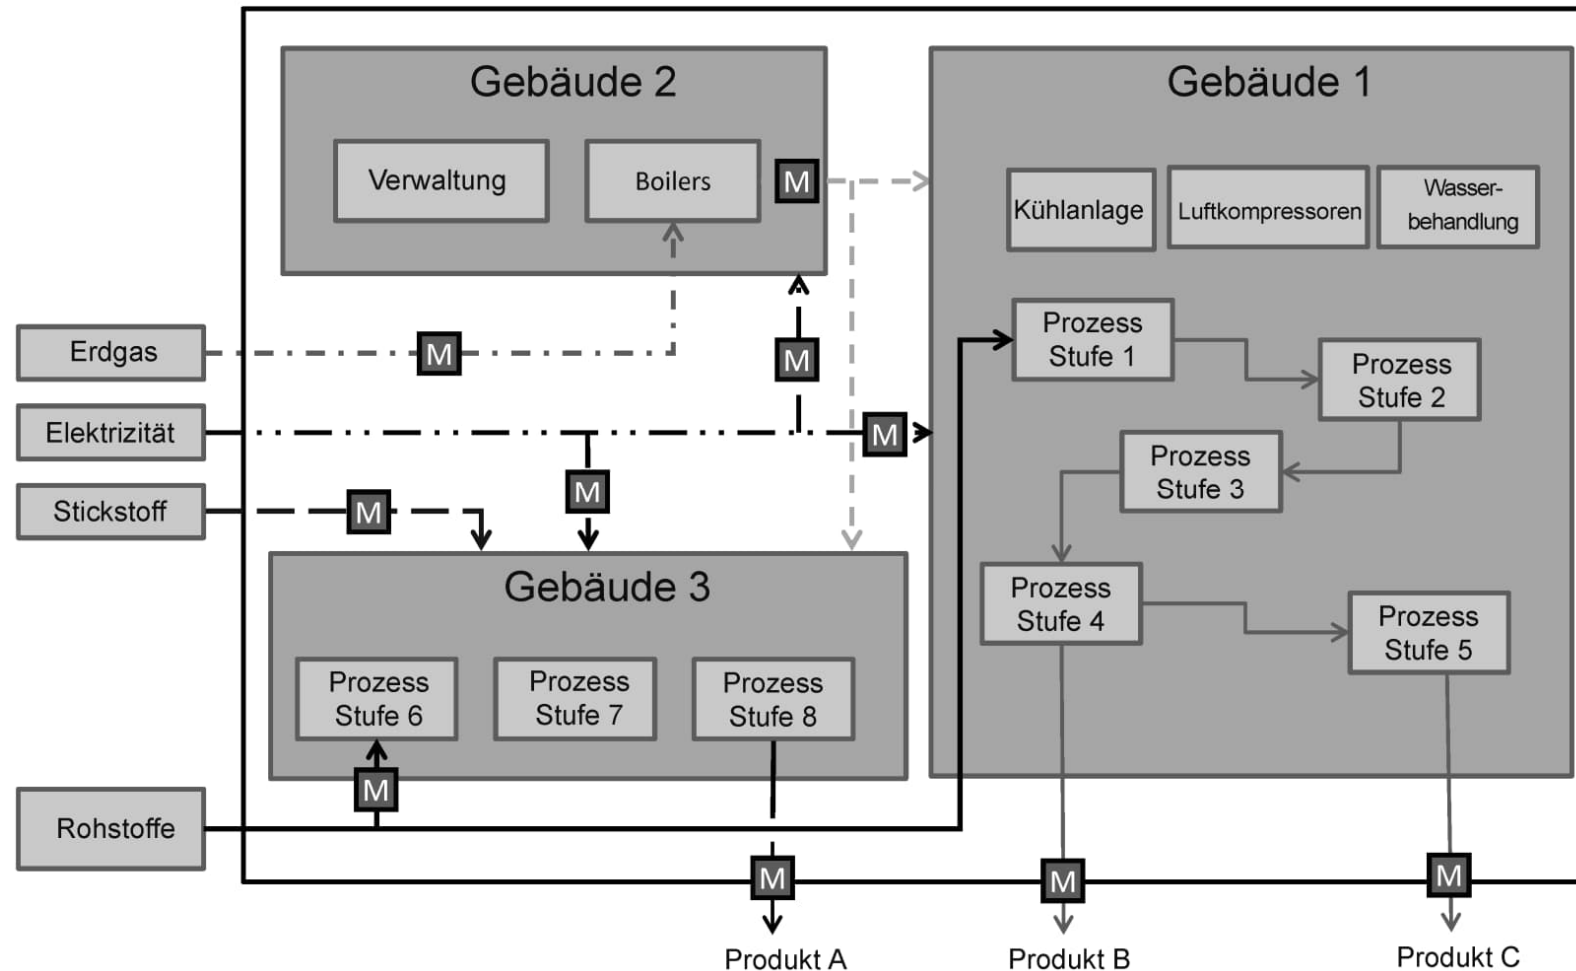 Gebäude 2
Verwaltung
Boilers
M
Gebäude 1
Kühlanlage
Luftkompressoren
Wasser-
behandlung
Prozess
Stufe 1
Prozess
Stufe 2
Prozess
Stufe 3
Prozess
Stufe 4
Prozess
Stufe 5
Erdgas
M
M
Elektrizität
M
M
Stickstoff
M
Gebäude 3
Prozess
Stufe 6
Prozess
Stufe 7
Prozess
Stufe 8
Rohstoffe
M
M
M
M
Produkt A
Produkt B
Produkt C